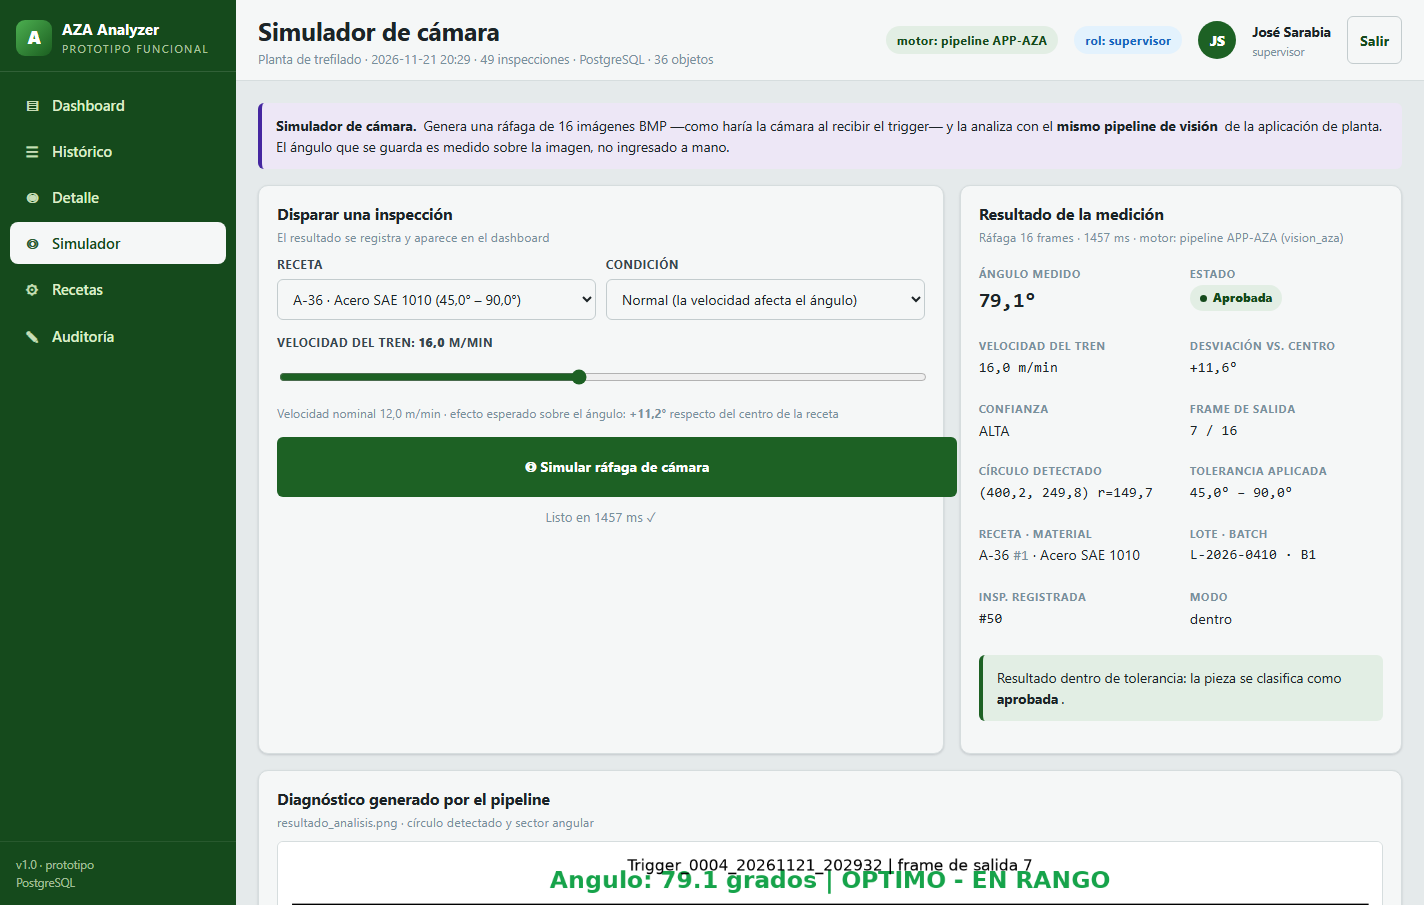 A
AZA Analyzer
PROTOTIPO FUNCIONAL
Dashboard
Histórico
Detalle
Simulador
Recetas
Auditoría
v1.0 · prototipo
PostgreSQL
Simulador de cámara
Planta de trefilado · 2026-11-21 20:29 · 49 inspecciones · PostgreSQL · 36 objetos
motor: pipeline APP-AZA
rol: supervisor
JS
José Sarabia
supervisor
Salir
Simulador de cámara. Genera una ráfaga de 16 imágenes BMP —como haría la cámara al recibir el trigger— y la analiza con el mismo pipeline de visión de la aplicación de planta.
El ángulo que se guarda es medido sobre la imagen, no ingresado a mano.
Disparar una inspección
El resultado se registra y aparece en el dashboard
RECETA
CONDICIÓN
A-36 · Acero SAE 1010 (45,0° – 90,0°)
Normal (la velocidad afecta el ángulo)
VELOCIDAD DEL TREN: 16,0 M/MIN
Velocidad nominal 12,0 m/min · efecto esperado sobre el ángulo: +11,2° respecto del centro de la receta
Simular ráfaga de cámara
Listo en 1457 ms ✓
Resultado de la medición
Ráfaga 16 frames · 1457 ms · motor: pipeline APP-AZA (vision_aza)
ÁNGULO MEDIDO
ESTADO
79,1°
Aprobada
VELOCIDAD DEL TREN
DESVIACIÓN VS. CENTRO
16,0 m/min
+11,6°
CONFIANZA
FRAME DE SALIDA
ALTA
7 / 16
CÍRCULO DETECTADO
TOLERANCIA APLICADA
(400,2, 249,8) r=149,7
45,0° – 90,0°
RECETA · MATERIAL
LOTE · BATCH
A-36 #1 · Acero SAE 1010
L-2026-0410 · B1
INSP. REGISTRADA
MODO
#50
dentro
Resultado dentro de tolerancia: la pieza se clasifica como
aprobada .
Diagnóstico generado por el pipeline
resultado_analisis.png · círculo detectado y sector angular
Trigger_0004_20261121_202932 | frame de salida 7
Angulo: 79.1 grados | OPTIMO - EN RANGO